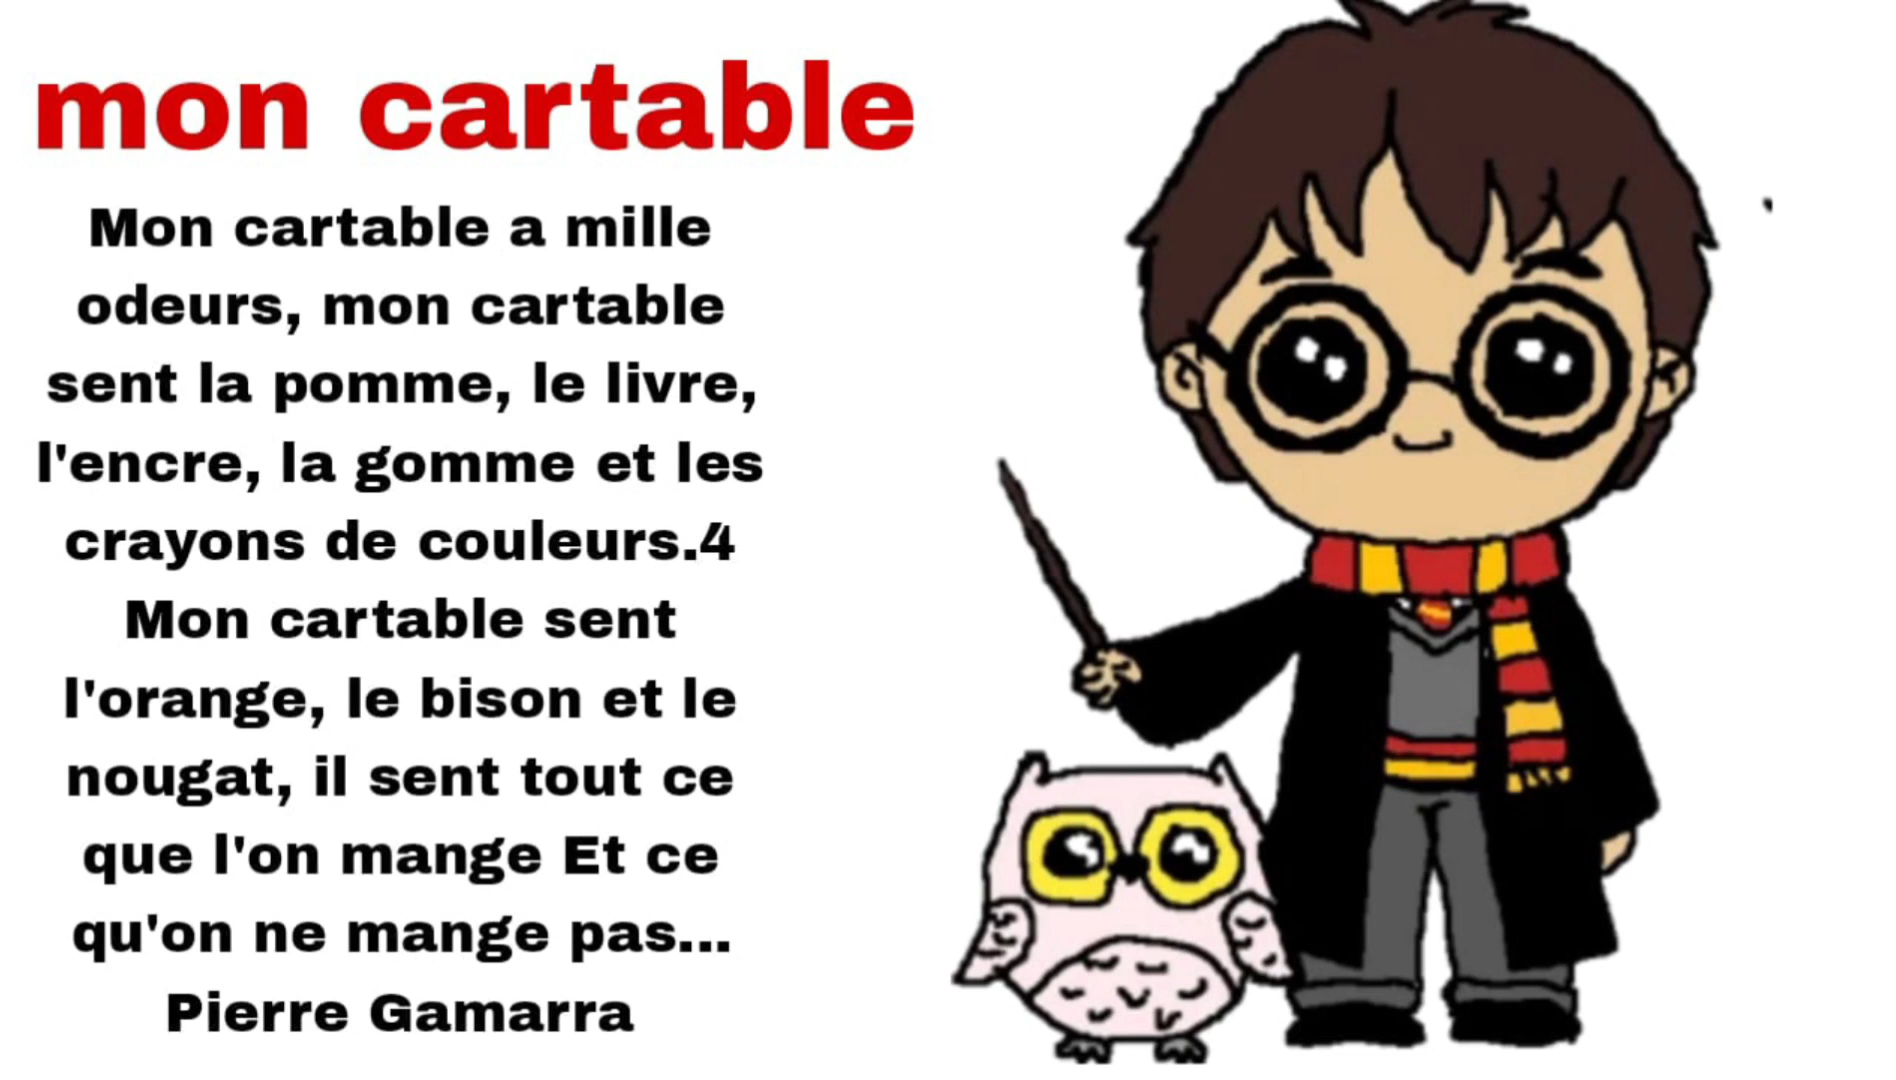 mon cartable
Mon cartable a mille
odeurs, mon cartable
sent la pomme, le livre,
l'encre, la gomme et les
crayons de couleurs.4
Mon cartable sent
l'orange, le bison et le
nougat, il sent tout ce
que l'on mange Et ce
qu'on ne mange pas...
Pierre Gamarra